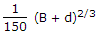 1/150 (B + d)^2/3